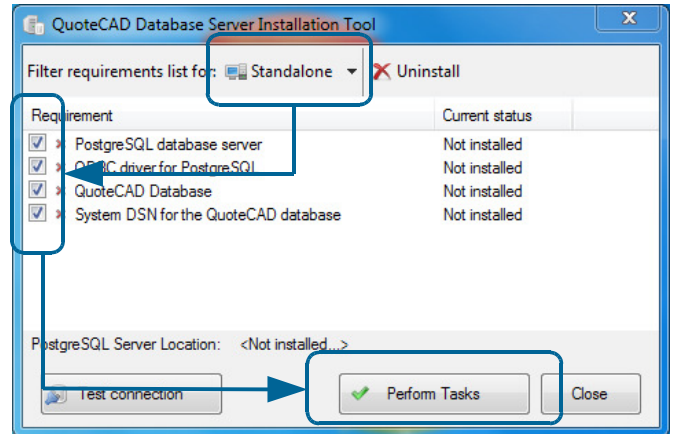 QuoteCAD Database Server Installation Tool
Filter requirements list for: Standalone Uninstall
Requirement Current status
PostgreSQL database server Not installed
ODBC driver for PostgreSQL Not installed
QuoteCAD Database Not installed
System DSN for the QuoteCAD database Not installed
PostgreSQL Server Location: <Not installed...>
Test connection Perform Tasks Close